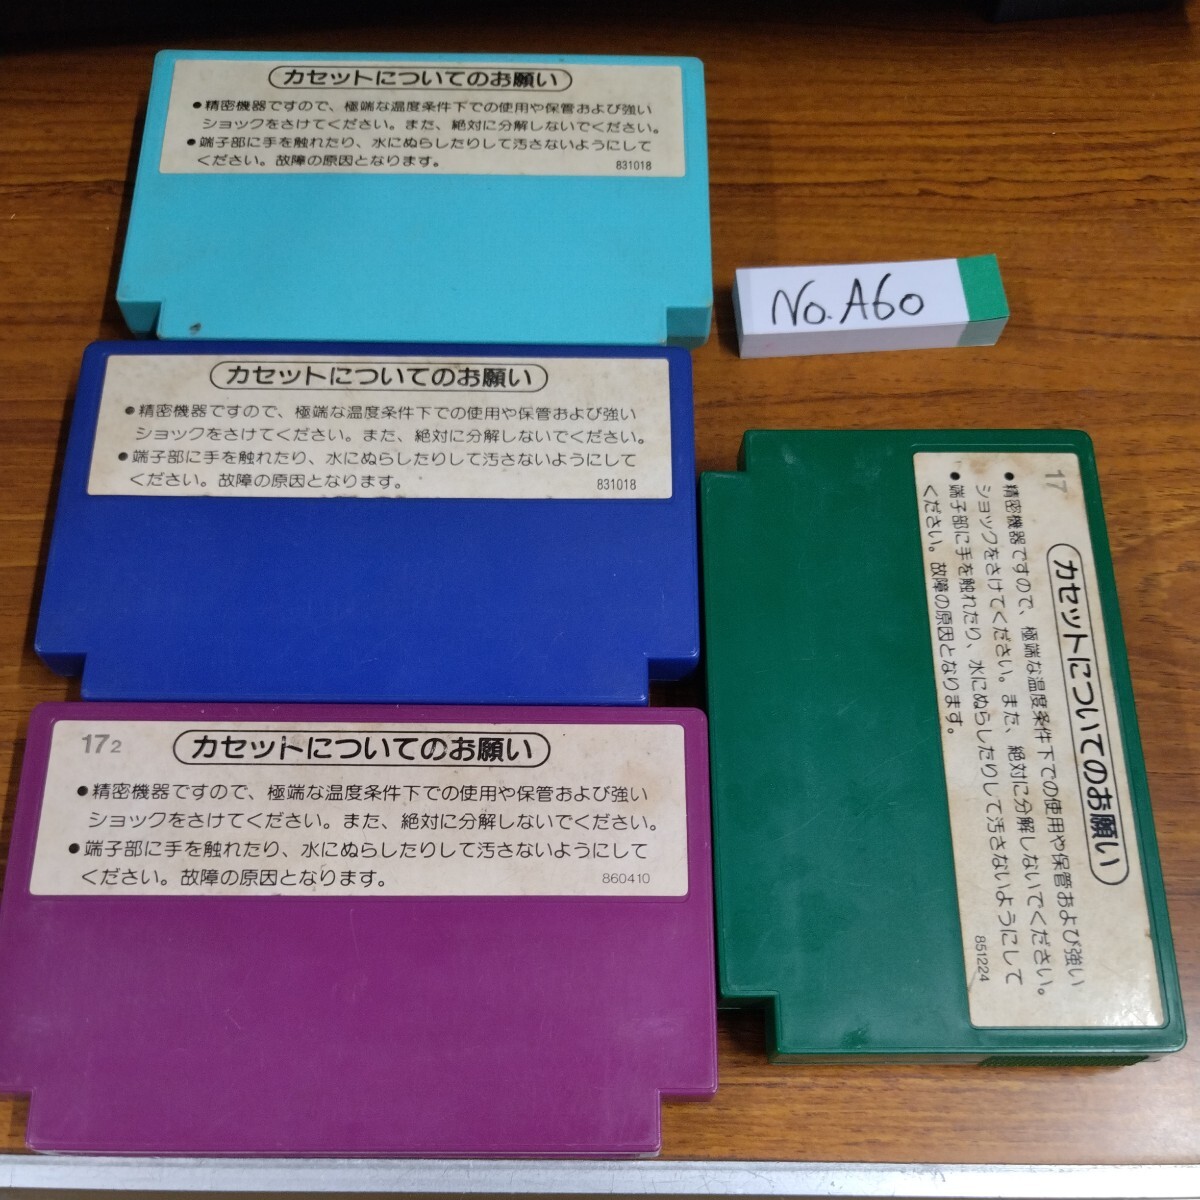 カセットについてのお願い
●精密機器ですので、極端な温度条件下での使用や保管および強い
ショックをさけてください。また、絶対に分解しないでください。
●端子部に手を触れたり、水にぬらしたりして汚さないようにして
ください。故障の原因となります。
831018
No. A60
カセットについてのお願い
●精密機器ですので、極端な温度条件下での使用や保管および強い
ショックをさけてください。また、絶対に分解しないでください。
●端子部に手を触れたり、水にぬらしたりして汚さないようにして
ください。故障の原因となります。
831018
17
カセットについてのお願い
●精密機器ですので、極端な温度条件下での使用や保管および強い
ショックをさけてください。また、絶対に分解しないでください。
●端子部に手を触れたり、水にぬらしたりして汚さないようにして
ください。故障の原因となります。
851224
172
カセットについてのお願い
●精密機器ですので、極端な温度条件下での使用や保管および強い
ショックをさけてください。また、絶対に分解しないでください。
●端子部に手を触れたり、水にぬらしたりして汚さないようにして
ください。故障の原因となります。
860410